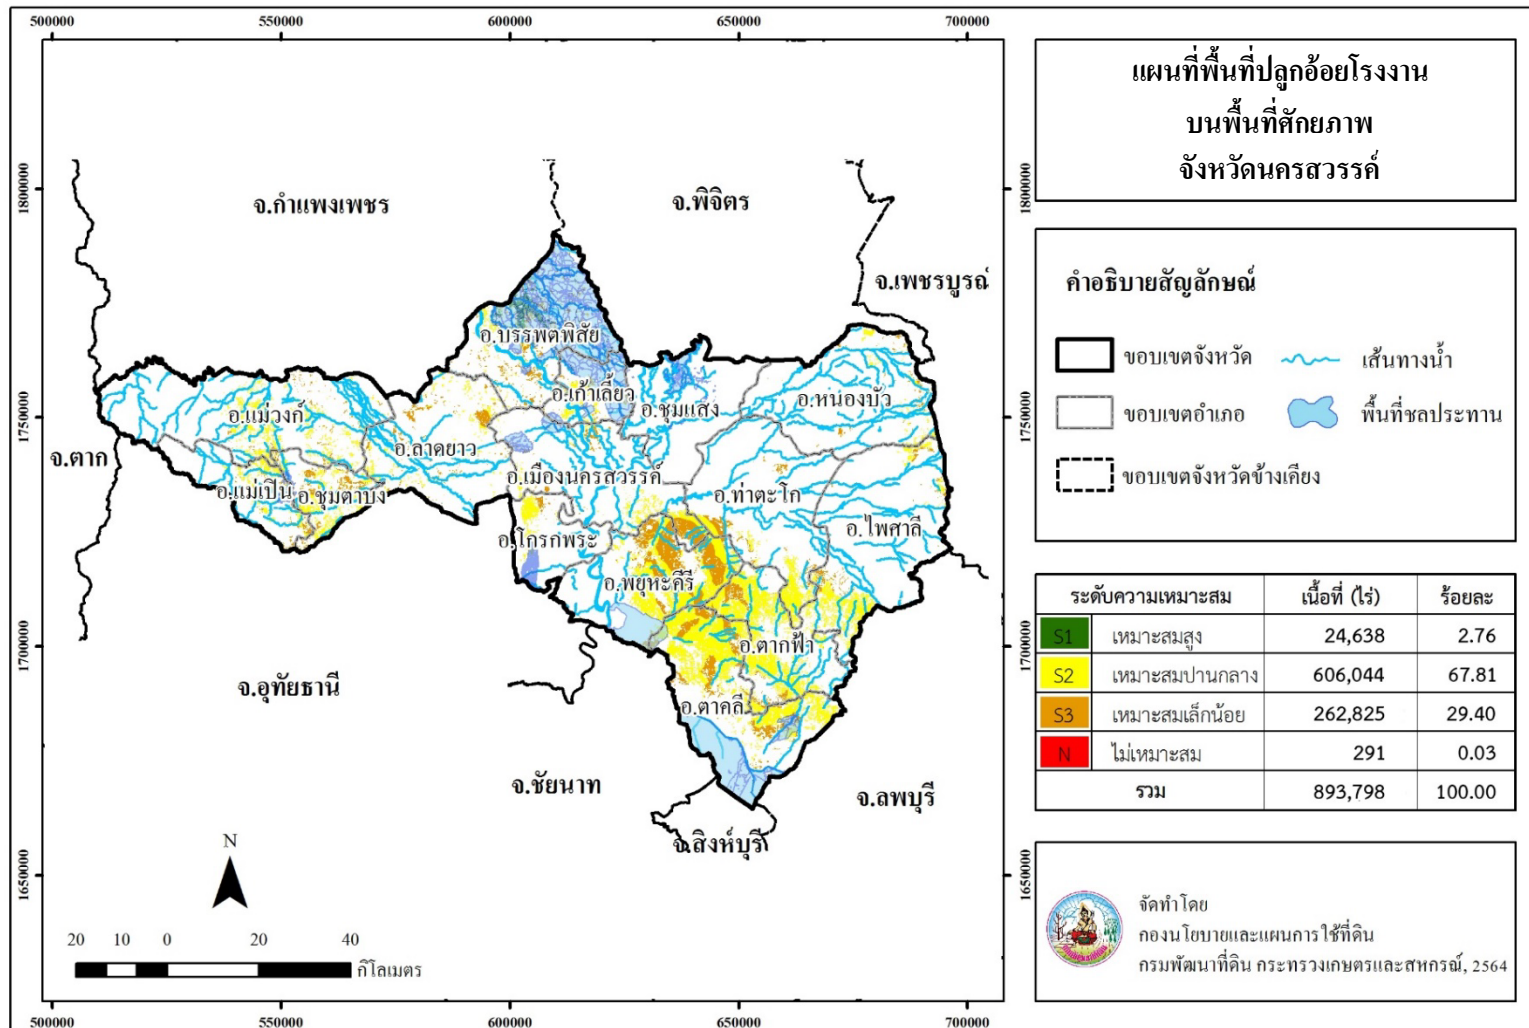 500000 550000 600000 650000 700000
แผนที่พื้นที่ปลูกอ้อยโรงงาน
บนพื้นที่ศักยภาพ
จังหวัดนครสวรรค์
1800000 1800000
จ.กำแพงเพชร
จ.พิจิตร
จ.เพชรบูรณ์
อ.บรรพตพิสัย
อ.เก้าเลี้ยว
อ.ชุมแสง
อ.หนองบัว
อ.แม่วงก์
1750000 1750000
อ.ลาดยาว
จ.ตาก
อ.เมืองนครสวรรค์
อ.แม่เปิน
อ.ชุมตาบง
อ.ท่าตะโก
อ.ไพศาลี
อ.โกรกพระ
อ.พยุหะคีรี
1700000 1700000
อ.ตากฟ้า
จ.อุทัยธานี
อ.ตาคลี
จ.ชัยนาท
จ.ลพบุรี
จ.สิงห์บุรี
1650000 1650000
N
20 10 0 20 40
กิโลเมตร
500000 550000 600000 650000 700000
คำอธิบายสัญลักษณ์
ขอบเขตจังหวัด เส้นทางน้ำ
ขอบเขตอำเภอ พื้นที่ชลประทาน
ขอบเขตจังหวัดข้างเคียง
ระดับความเหมาะสม เนื้อที่ (ไร่) ร้อยละ
S1 เหมาะสมสูง 24,638 2.76
S2 เหมาะสมปานกลาง 606,044 67.81
S3 เหมาะสมเล็กน้อย 262,825 29.40
N ไม่เหมาะสม 291 0.03
รวม 893,798 100.00
จัดทำโดย
กองนโยบายและแผนการใช้ที่ดิน
กรมพัฒนาที่ดิน กระทรวงเกษตรและสหกรณ์, 2564